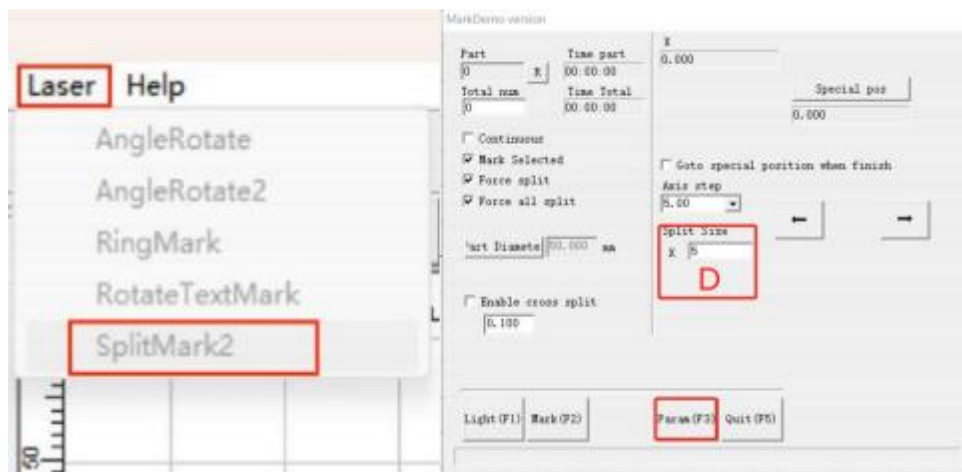 Laser Help
AngleRotate
AngleRotate2
RingMark
RotateTextMark
SplitMark2
50
MarkDemo version
Part Time part
0 R 00:00:00
Total num Time Total
0 00:00:00
Continuous
Mark Selected
Force split
Force all split
mm
Enable cross split
0.100
X
0.000
Special pos
0.000
Goto special position when finish
Axis step
5.00
Split Size
X 5
D
Light(F1) Mark(F2) Param(F3) Quit(F5)